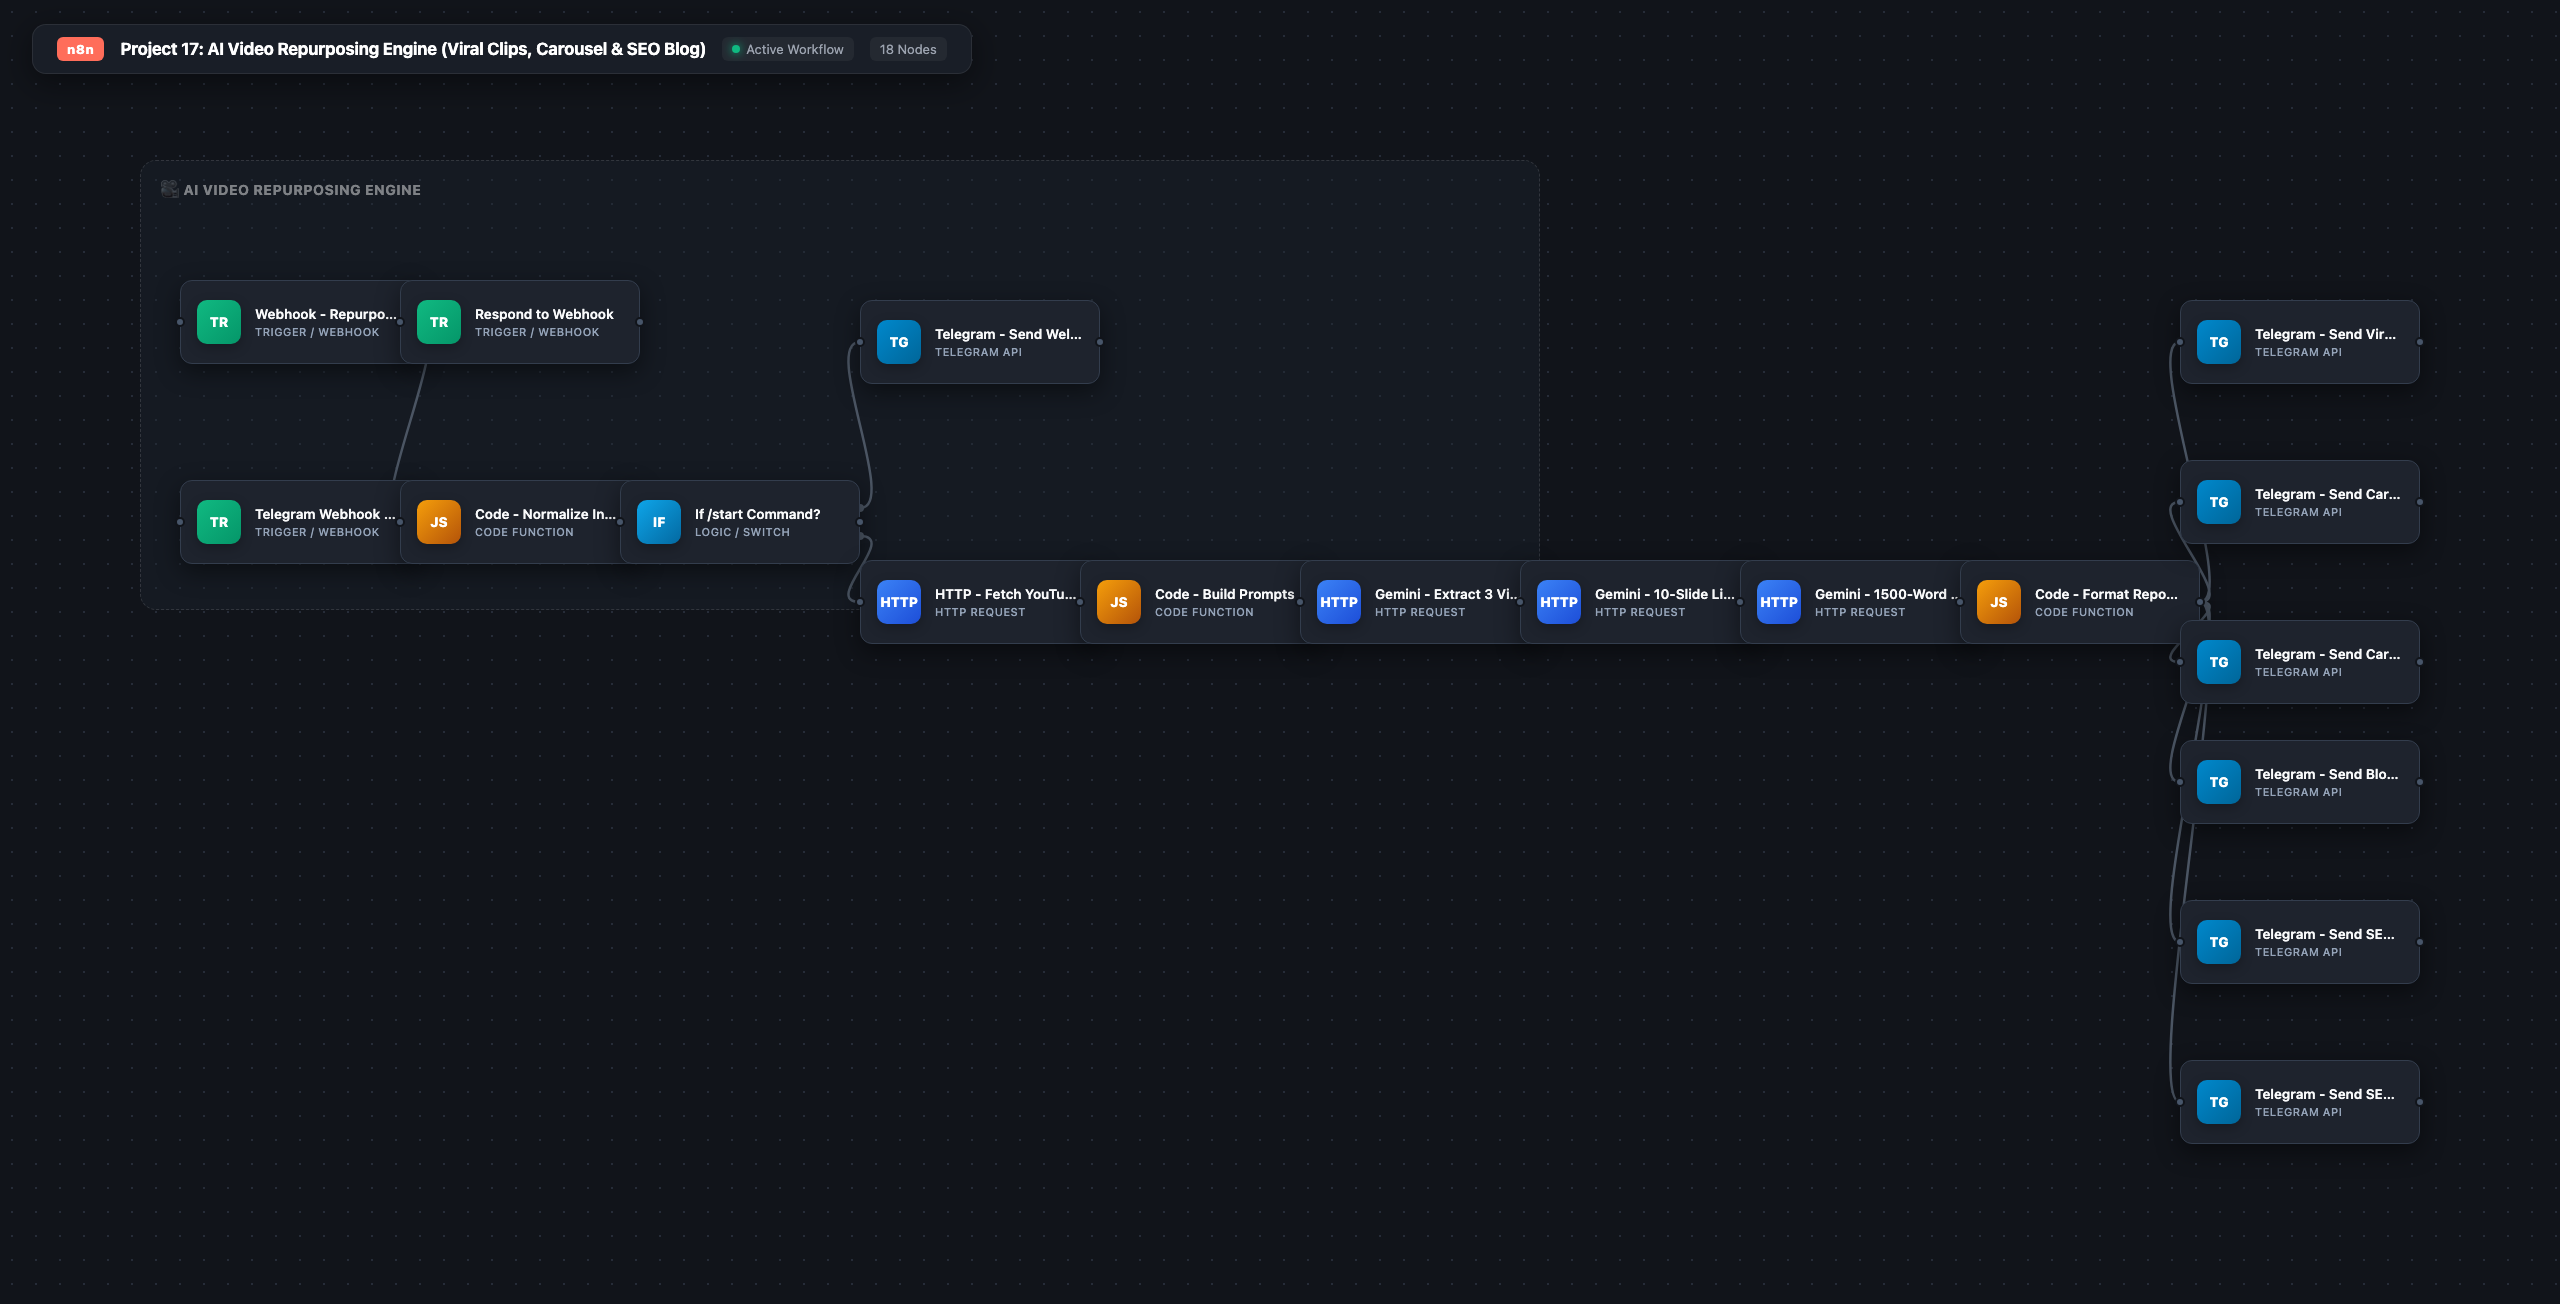 n8n Project 17: AI Video Repurposing Engine (Viral Clips, Carousel & SEO Blog) Active Workflow 18 Nodes
AI VIDEO REPURPOSING ENGINE
TR Webhook - Repurpo...
TRIGGER / WEBHOOK
TR Respond to Webhook
TRIGGER / WEBHOOK
TG Telegram - Send Wel...
TELEGRAM API
TR Telegram Webhook ...
TRIGGER / WEBHOOK
JS Code - Normalize In...
CODE FUNCTION
IF If /start Command?
LOGIC / SWITCH
HTTP HTTP - Fetch YouTu...
HTTP REQUEST
JS Code - Build Prompts
CODE FUNCTION
HTTP Gemini - Extract 3 Vi...
HTTP REQUEST
HTTP Gemini - 10-Slide Li...
HTTP REQUEST
HTTP Gemini - 1500-Word ...
HTTP REQUEST
JS Code - Format Repo...
CODE FUNCTION
TG Telegram - Send Vir...
TELEGRAM API
TG Telegram - Send Car...
TELEGRAM API
TG Telegram - Send Car...
TELEGRAM API
TG Telegram - Send Blo...
TELEGRAM API
TG Telegram - Send SE...
TELEGRAM API
TG Telegram - Send SE...
TELEGRAM API